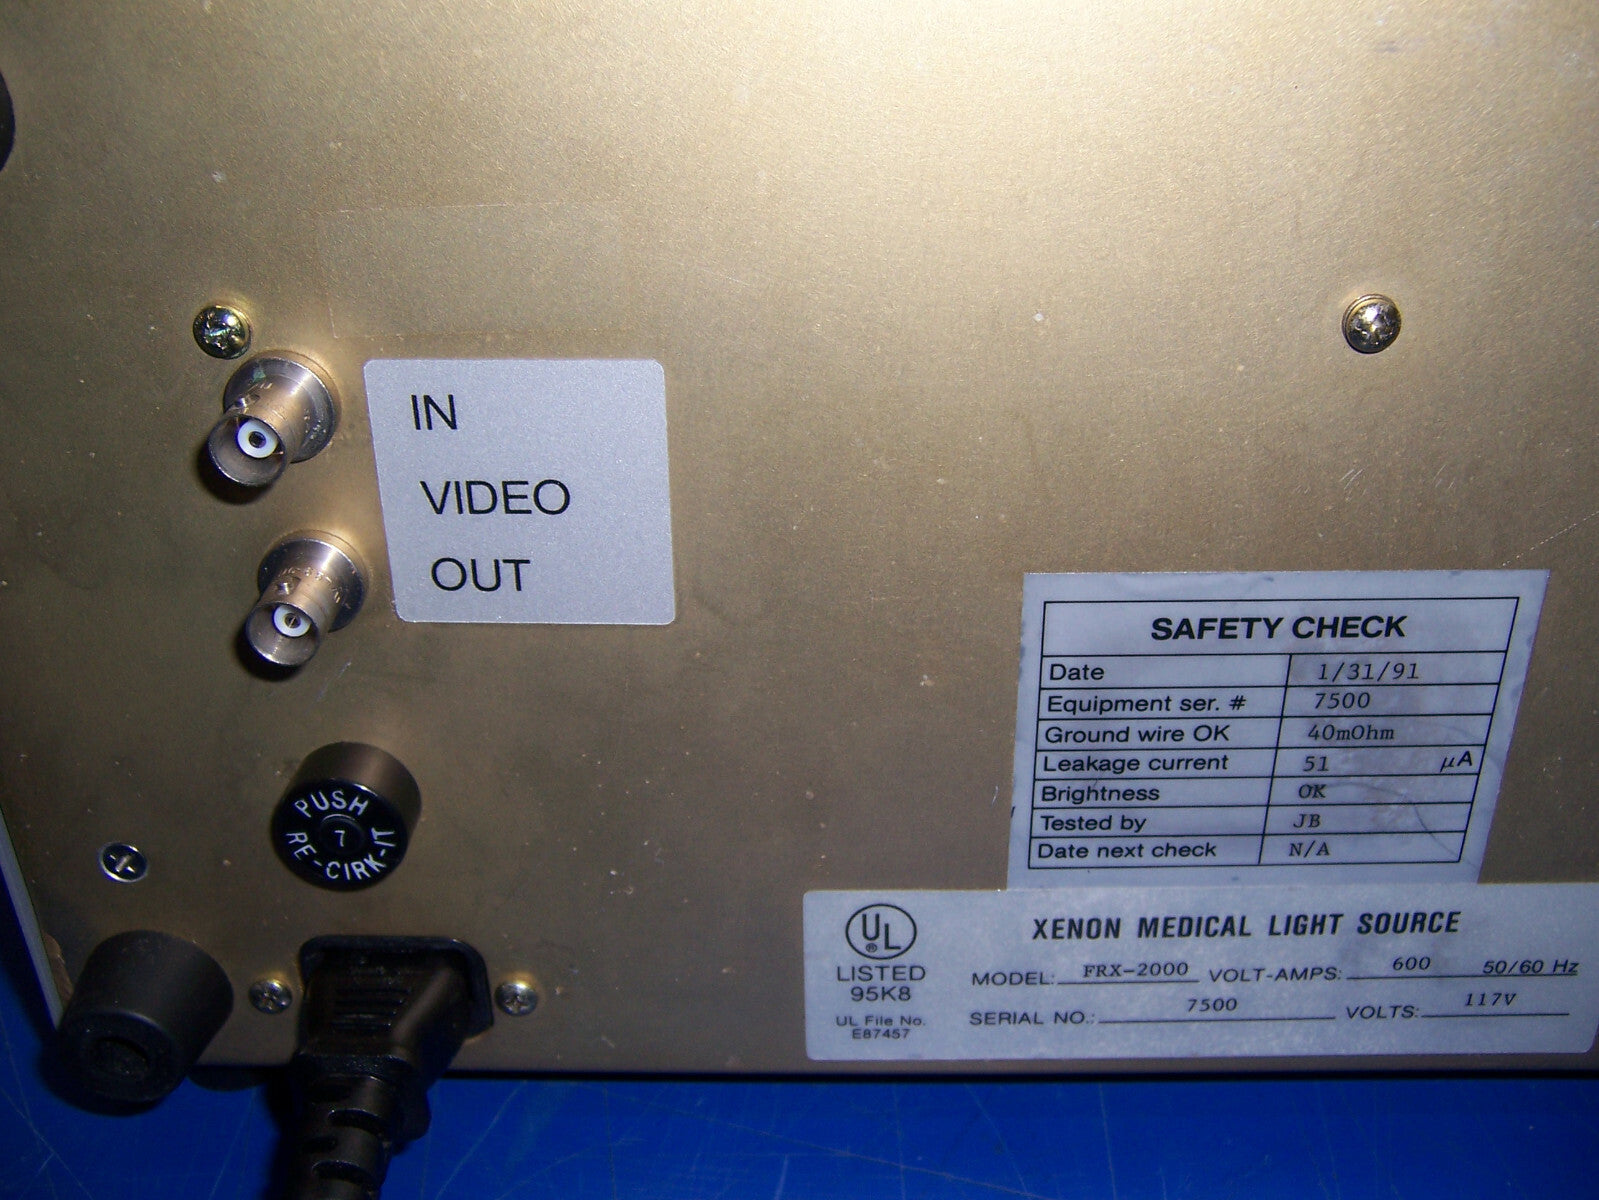 IN
VIDEO
OUT
PUSH
7
RE-CIRK-IT
SAFETY CHECK
Date 1/31/91
Equipment ser. # 7500
Ground wire OK 40mOhm
Leakage current 51 µA
Brightness OK
Tested by JB
Date next check N/A
UL
®
LISTED
95K8
UL File No.
E87457
XENON MEDICAL LIGHT SOURCE
MODEL: FRX-2000 VOLT-AMPS: 600 50/60 Hz
SERIAL NO.: 7500 VOLTS: 117V